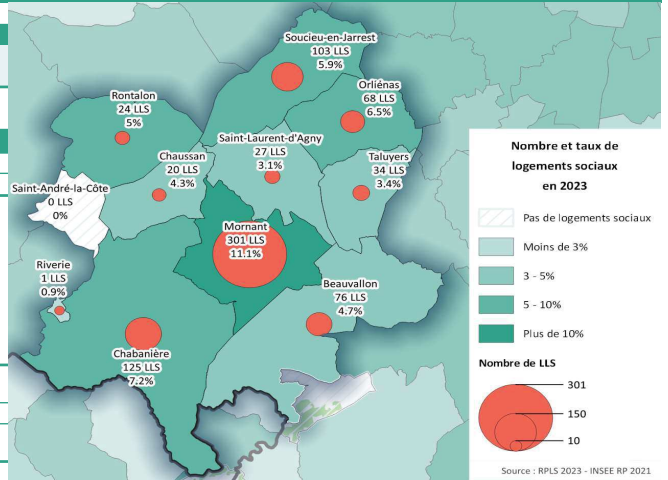 Soucieu-en-Jarrest
103 LLS
5.9%
Orliénas
68 LLS
6.5%
Rontalon
24 LLS
5%
Saint-Laurent-d'Agny
27 LLS
3.1%
Chaussan
20 LLS
4.3%
Taluyers
34 LLS
3.4%
Saint-André-la-Côte
0 LLS
0%
Mornant
301 LLS
11.1%
Riverie
1 LLS
0.9%
Beauvallon
76 LLS
4.7%
Chabanière
125 LLS
7.2%
Nombre et taux de
logements sociaux
en 2023
Pas de logements sociaux
Moins de 3%
3 - 5%
5 - 10%
Plus de 10%
Nombre de LLS
301
150
10
Source : RPLS 2023 - INSEE RP 2021